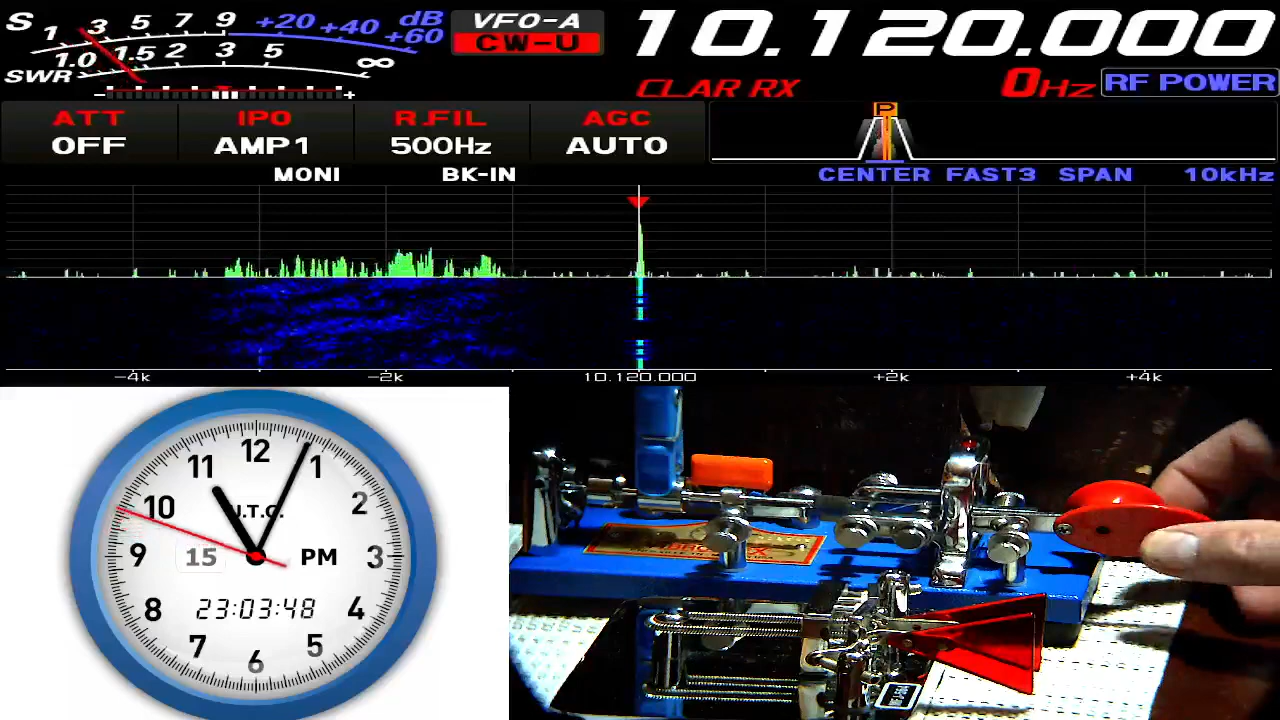 S 1 3 5 7 9 +20 +40 +60 dB
1.0 1.5 2 3 5 ∞
SWR
- +
VFO-A
CW-U
10.120.000
CLAR RX 0Hz RF POWER
ATT IPO R.FIL AGC
OFF AMP1 500Hz AUTO
P
MONI BK-IN CENTER FAST3 SPAN 10kHz
-4k -2k 10.120.000 +2k +4k
12
11 1
10 2
U.T.C.
9 15 PM 3
23:03:48
8 4
7 5
6